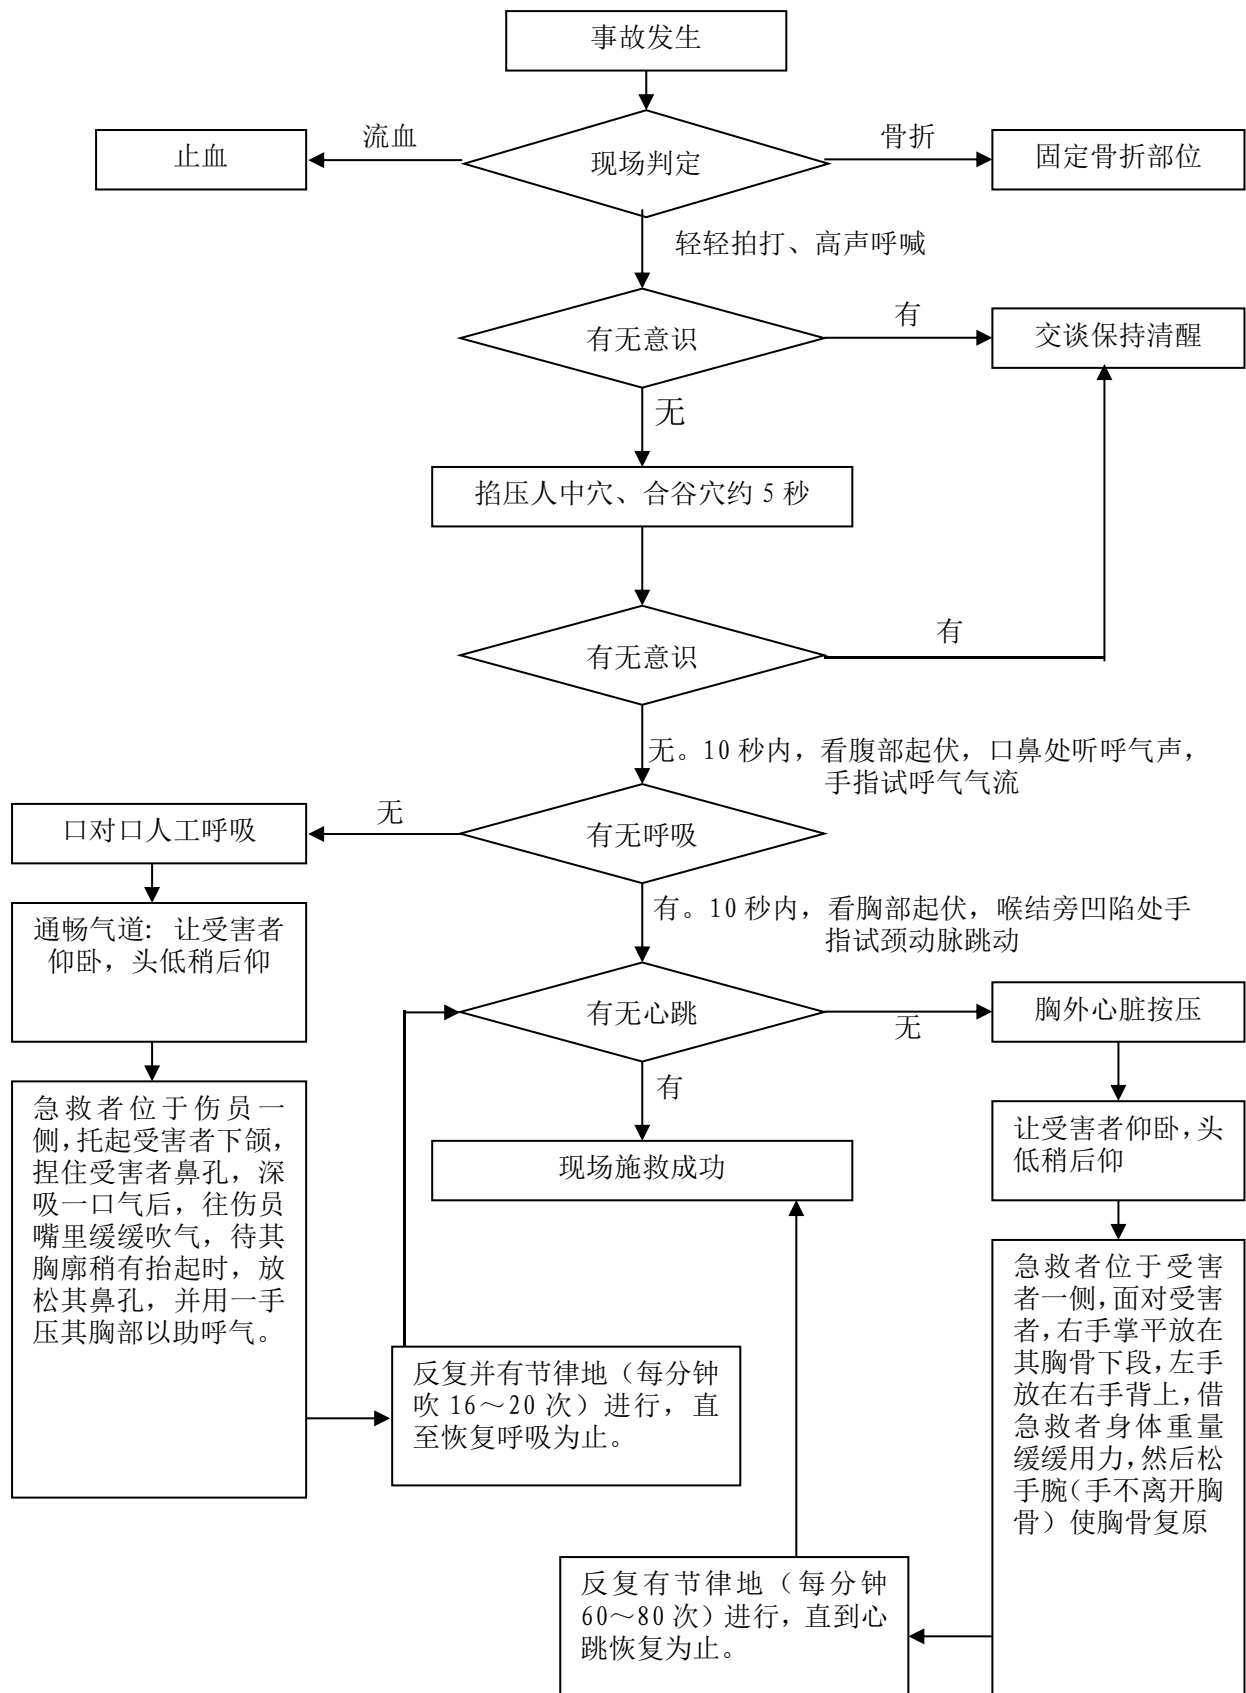 事故发生
流血
骨折
止血
现场判定
固定骨折部位
轻轻拍打、高声呼喊
有
有无意识
交谈保持清醒
无
掐压人中穴、合谷穴约 5 秒
有
有无意识
无。10 秒内，看腹部起伏，口鼻处听呼气声，
手指试呼气气流
无
口对口人工呼吸
有无呼吸
有。10 秒内，看胸部起伏，喉结旁凹陷处手
指试颈动脉跳动
通畅气道：让受害者
仰卧，头低稍后仰
有无心跳
无
胸外心脏按压
有
现场施救成功
让受害者仰卧，头
低稍后仰
急救者位于伤员一
侧，托起受害者下颌，
捏住受害者鼻孔，深
吸一口气后，往伤员
嘴里缓缓吹气，待其
胸廓稍有抬起时，放
松其鼻孔，并用一手
压其胸部以助呼气。
反复并有节律地（每分钟
吹 16～20 次）进行，直
至恢复呼吸为止。
急救者位于受害
者一侧，面对受害
者，右手掌平放在
其胸骨下段，左手
放在右手背上，借
急救者身体重量
缓缓用力，然后松
手腕（手不离开胸
骨）使胸骨复原
反复有节律地（每分钟
60～80 次）进行，直到心
跳恢复为止。